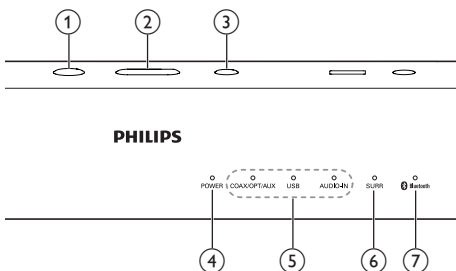 1 2 3
PHILIPS
POWER COAX/OPT/AUX USB AUDIO-IN SURR Bluetooth
4 5 6 7